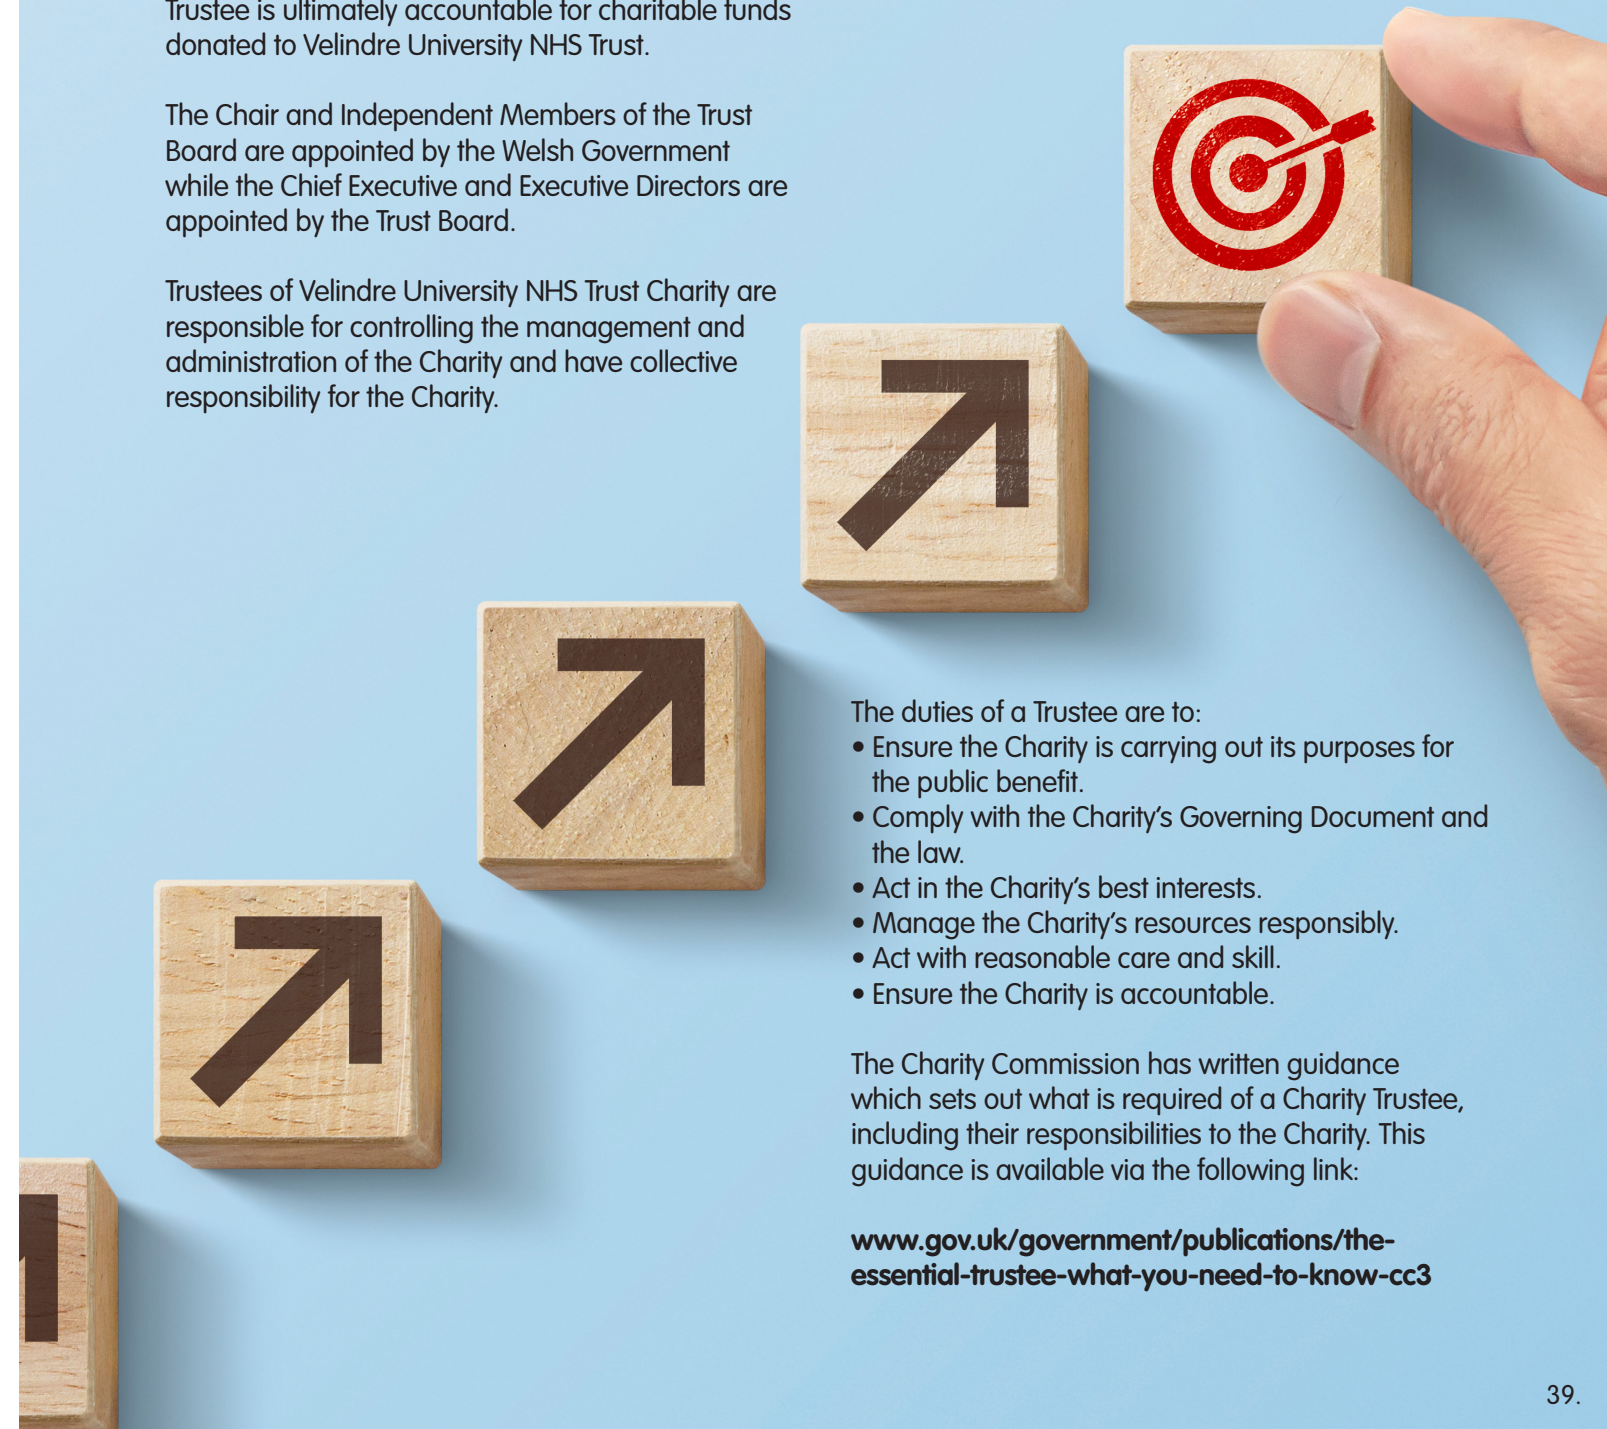 Trustee is ultimately accountable for charitable funds
donated to Velindre University NHS Trust.
The Chair and Independent Members of the Trust
Board are appointed by the Welsh Government
while the Chief Executive and Executive Directors are
appointed by the Trust Board.
Trustees of Velindre University NHS Trust Charity are
responsible for controlling the management and
administration of the Charity and have collective
responsibility for the Charity.
The duties of a Trustee are to:
• Ensure the Charity is carrying out its purposes for
the public benefit.
• Comply with the Charity’s Governing Document and
the law.
• Act in the Charity’s best interests.
• Manage the Charity’s resources responsibly.
• Act with reasonable care and skill.
• Ensure the Charity is accountable.
The Charity Commission has written guidance
which sets out what is required of a Charity Trustee,
including their responsibilities to the Charity. This
guidance is available via the following link:
www.gov.uk/government/publications/the-
essential-trustee-what-you-need-to-know-cc3
39.